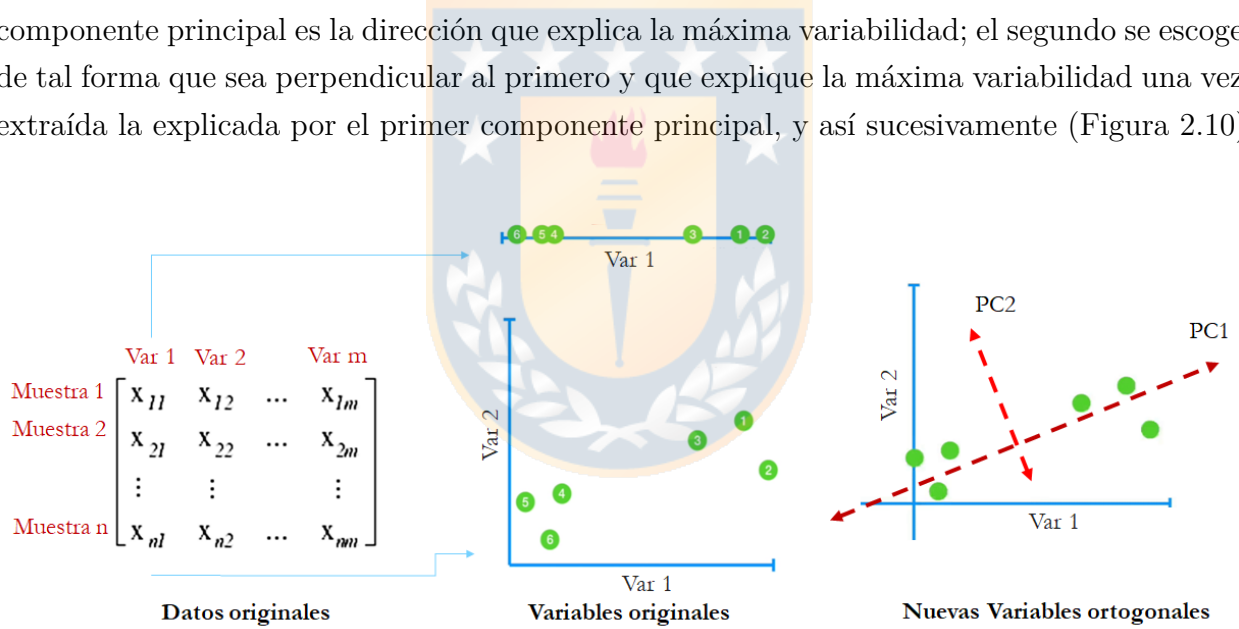 componente principal es la dirección que explica la máxima variabilidad; el segundo se escoge
de tal forma que sea perpendicular al primero y que explique la máxima variabilidad una vez
extraída la explicada por el primer componente principal, y así sucesivamente (Figura 2.10)
6 5 4 3 1 2
Var 1
Var 1 Var 2 Var m
Muestra 1 x11 x12 ... x1m
Muestra 2 x21 x22 ... x2m
⋮ ⋮ ⋮
Muestra n xn1 xn2 ... xnm
Datos originales
Var 2
1
3
2
4
5
6
Var 1
Variables originales
PC2
PC1
Var 2
Var 1
Nuevas Variables ortogonales